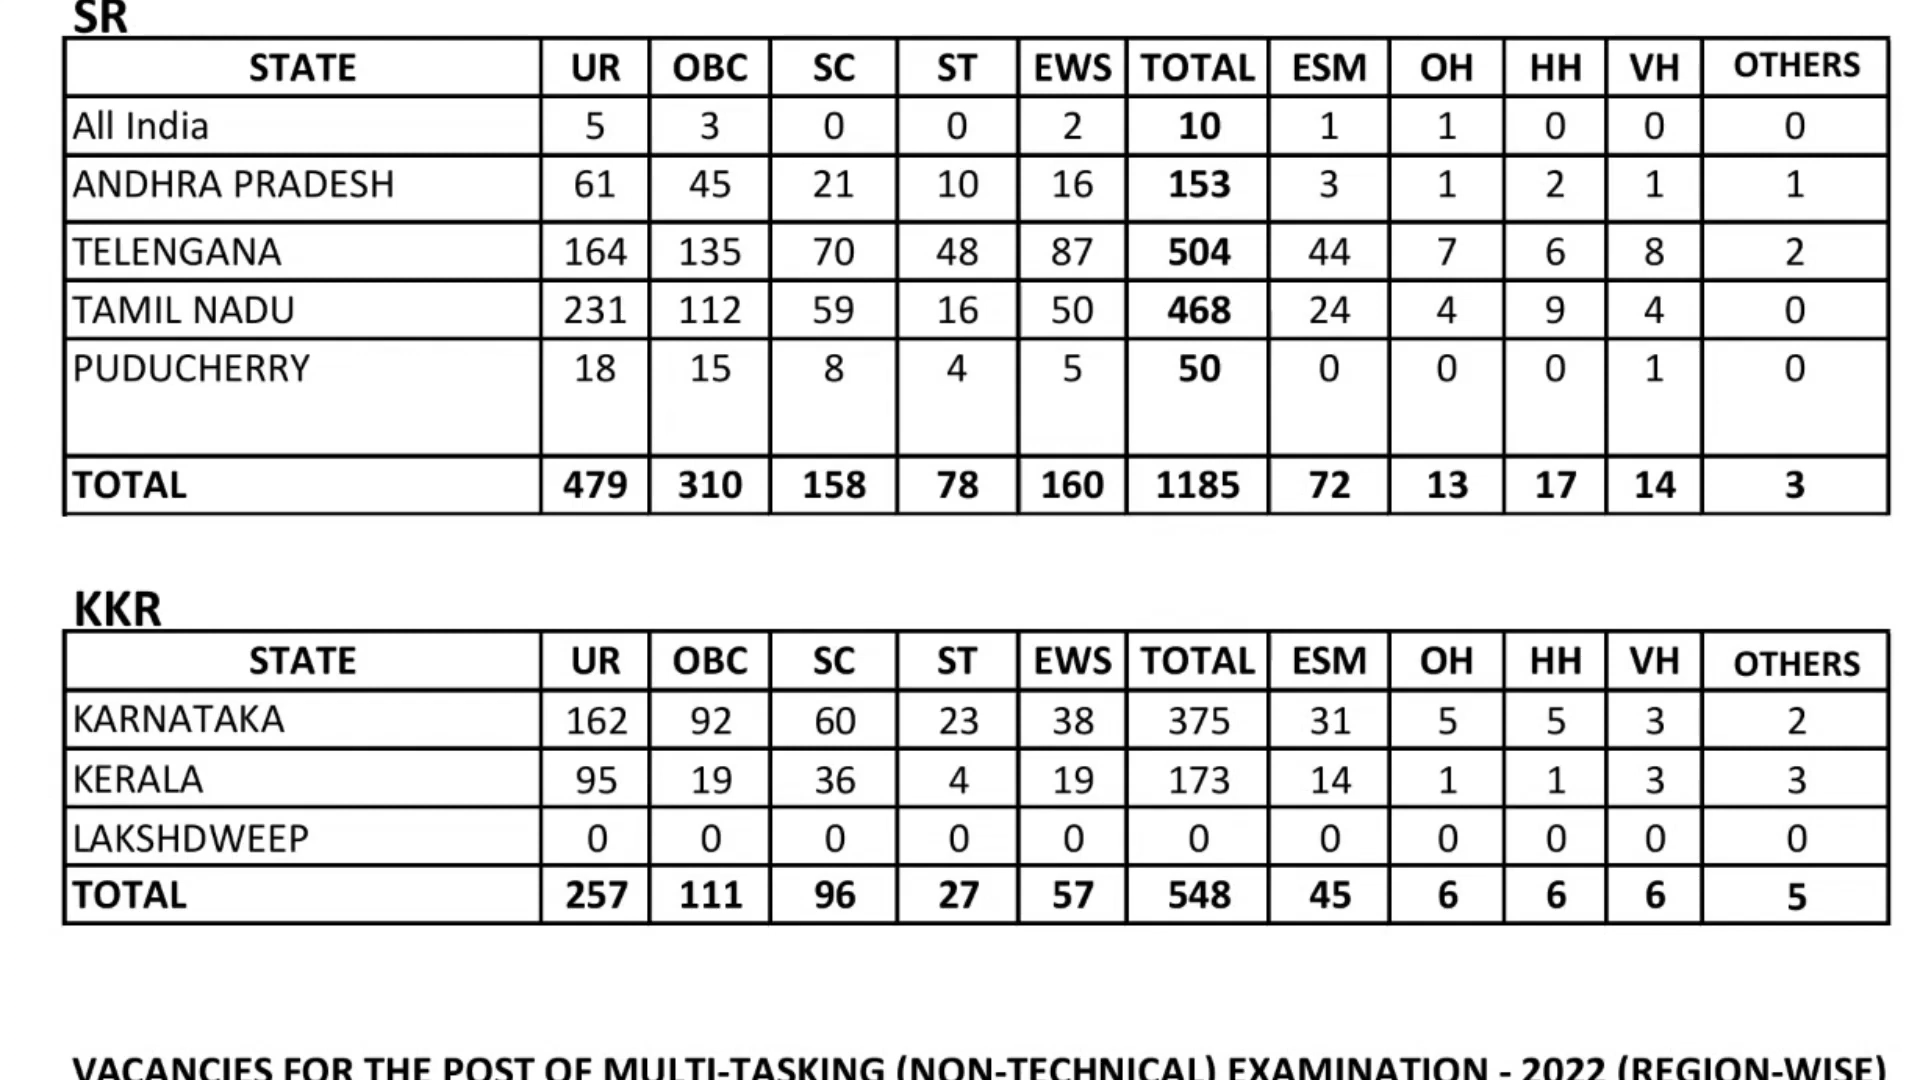 SR
STATE UR OBC SC ST EWS TOTAL ESM OH HH VH OTHERS
All India 5 3 0 0 2 10 1 1 0 0 0
ANDHRA PRADESH 61 45 21 10 16 153 3 1 2 1 1
TELENGANA 164 135 70 48 87 504 44 7 6 8 2
TAMIL NADU 231 112 59 16 50 468 24 4 9 4 0
PUDUCHERRY 18 15 8 4 5 50 0 0 0 1 0
TOTAL 479 310 158 78 160 1185 72 13 17 14 3
KKR
STATE UR OBC SC ST EWS TOTAL ESM OH HH VH OTHERS
KARNATAKA 162 92 60 23 38 375 31 5 5 3 2
KERALA 95 19 36 4 19 173 14 1 1 3 3
LAKSHDWEEP 0 0 0 0 0 0 0 0 0 0 0
TOTAL 257 111 96 27 57 548 45 6 6 6 5
VACANCIES FOR THE POST OF MULTI-TASKING (NON-TECHNICAL) EXAMINATION - 2022 (REGION-WISE)